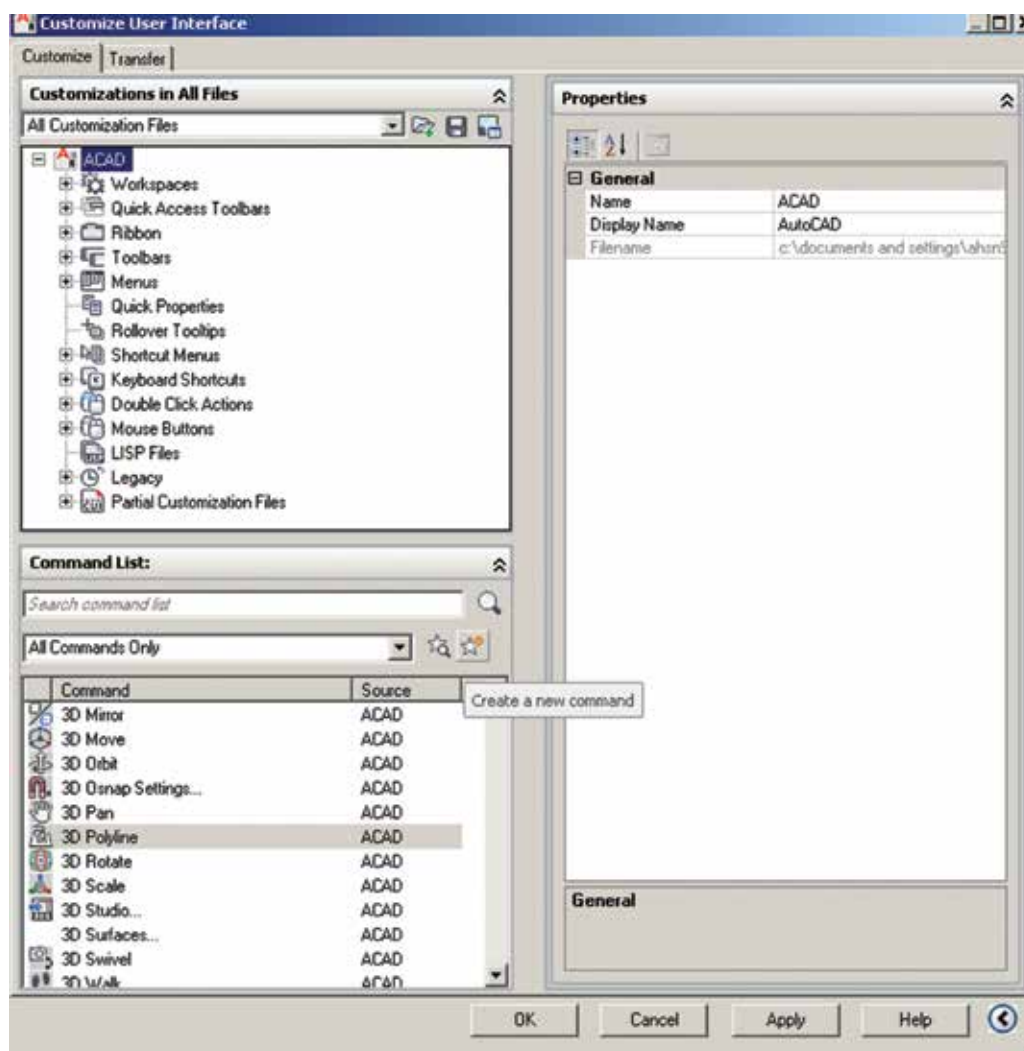 Customize User Interface
Customize Transfer
Customizations in All Files
All Customization Files
ACAD
Workspaces
Quick Access Toolbars
Ribbon
Toolbars
Menus
Quick Properties
Rollover Tooltips
Shortcut Menus
Keyboard Shortcuts
Double Click Actions
Mouse Buttons
LISP Files
Legacy
Partial Customization Files
Command List:
Search command list
All Commands Only
Command Source
Create a new command
3D Mirror ACAD
3D Move ACAD
3D Orbit ACAD
3D Osnap Settings... ACAD
3D Pan ACAD
3D Polyline ACAD
3D Rotate ACAD
3D Scale ACAD
3D Studio... ACAD
3D Surfaces... ACAD
3D Swivel ACAD
3D Walk ACAD
Properties
General
Name ACAD
Display Name AutoCAD
Filename c:\documents and settings\
General
OK Cancel Apply Help